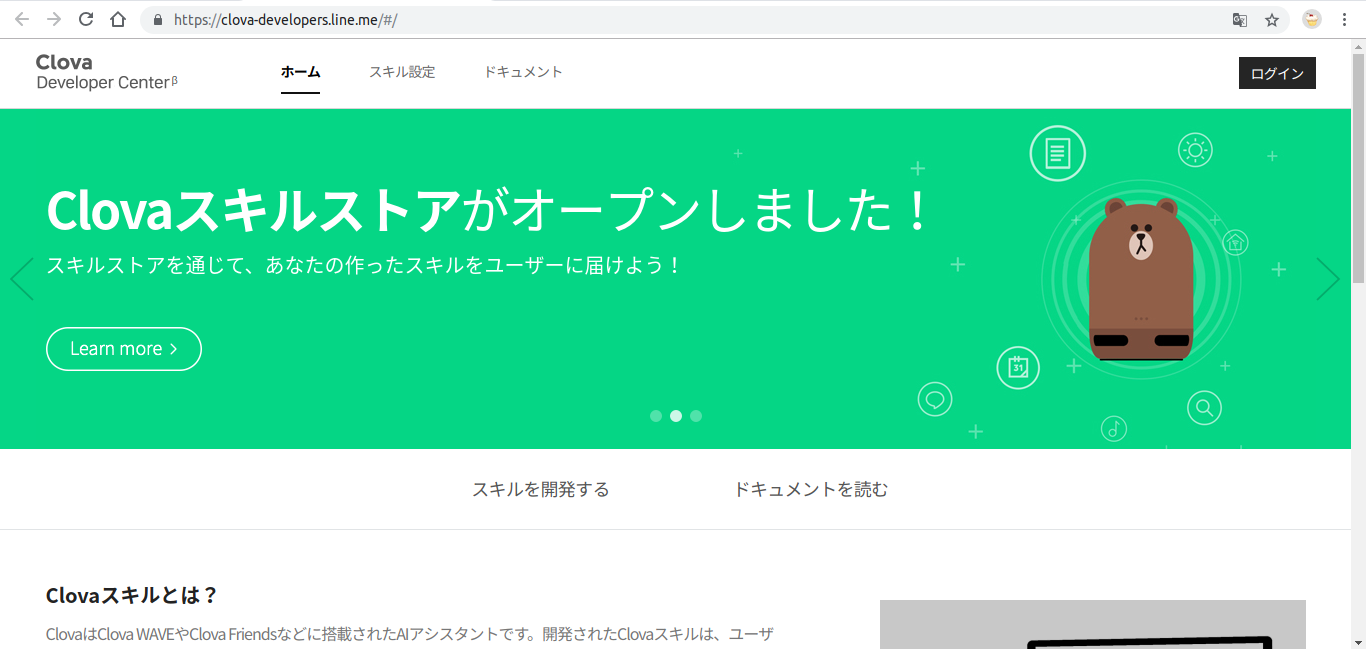 https://clova-developers.line.me/#/
Clova
Developer Center β
ホーム
スキル設定
ドキュメント
ログイン
Clovaスキルストアがオープンしました！
スキルストアを通じて、あなたの作ったスキルをユーザーに届けよう！
Learn more >
31
スキルを開発する
ドキュメントを読む
Clovaスキルとは？
ClovaはClova WAVEやClova Friendsなどに搭載されたAIアシスタントです。開発されたClovaスキルは、ユーザ